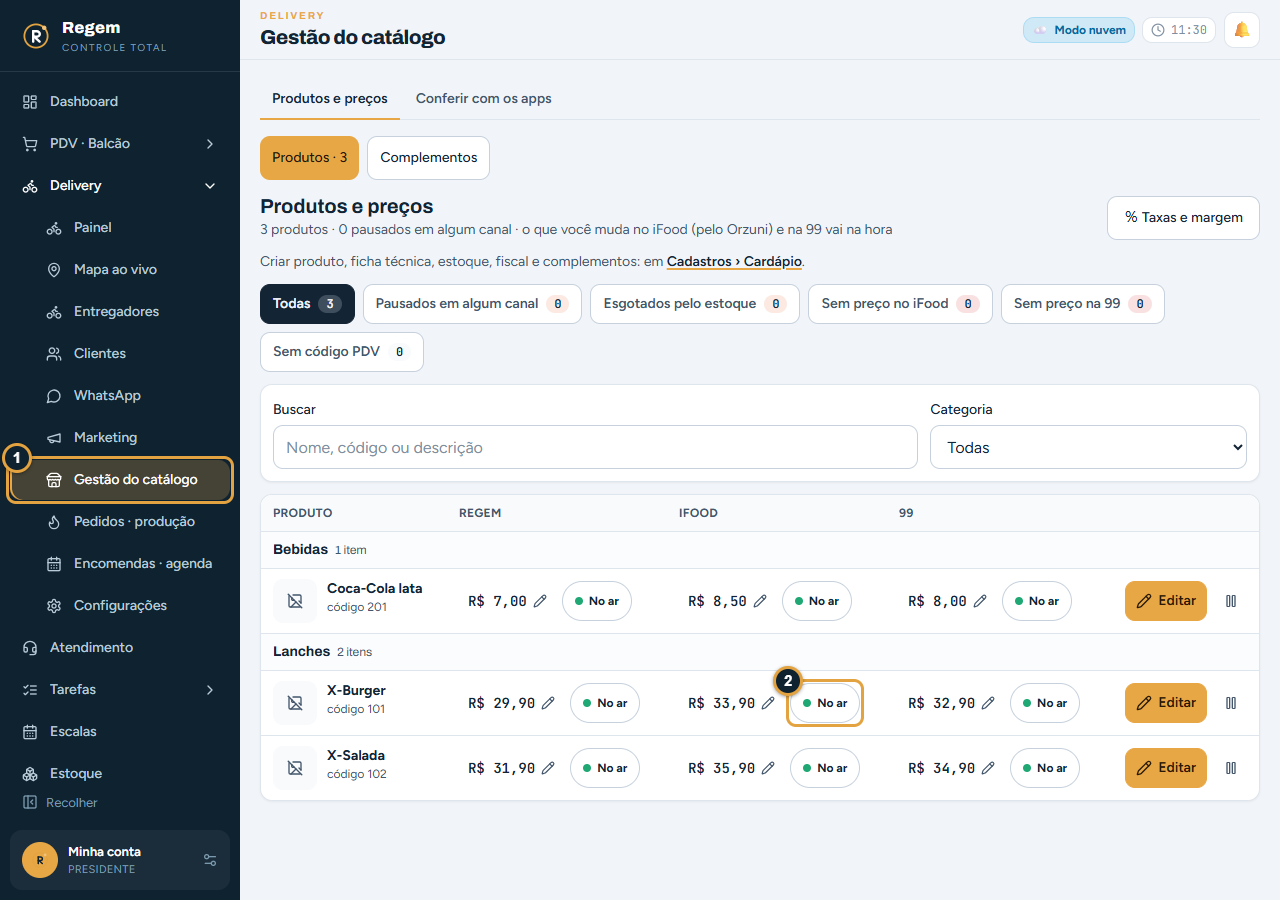 Regem
CONTROLE TOTAL
Dashboard
PDV · Balcão
Delivery
Painel
Mapa ao vivo
Entregadores
Clientes
WhatsApp
Marketing
1
Gestão do catálogo
Pedidos · produção
Encomendas · agenda
Configurações
Atendimento
Tarefas
Escalas
Estoque
Recolher
R
Minha conta
PRESIDENTE
DELIVERY
Gestão do catálogo
Modo nuvem
11:30
Produtos e preços
Conferir com os apps
Produtos · 3
Complementos
Produtos e preços
3 produtos · 0 pausados em algum canal · o que você muda no iFood (pelo Orzuni) e na 99 vai na hora
% Taxas e margem
Criar produto, ficha técnica, estoque, fiscal e complementos: em Cadastros › Cardápio.
Todas 3
Pausados em algum canal 0
Esgotados pelo estoque 0
Sem preço no iFood 0
Sem preço na 99 0
Sem código PDV 0
Buscar
Nome, código ou descrição
Categoria
Todas
PRODUTO REGEM IFOOD 99
Bebidas 1 item
Coca-Cola lata
código 201
R$ 7,00 No ar R$ 8,50 No ar R$ 8,00 No ar Editar
Lanches 2 itens
X-Burger
código 101
2
R$ 29,90 No ar R$ 33,90 No ar R$ 32,90 No ar Editar
X-Salada
código 102
R$ 31,90 No ar R$ 35,90 No ar R$ 34,90 No ar Editar